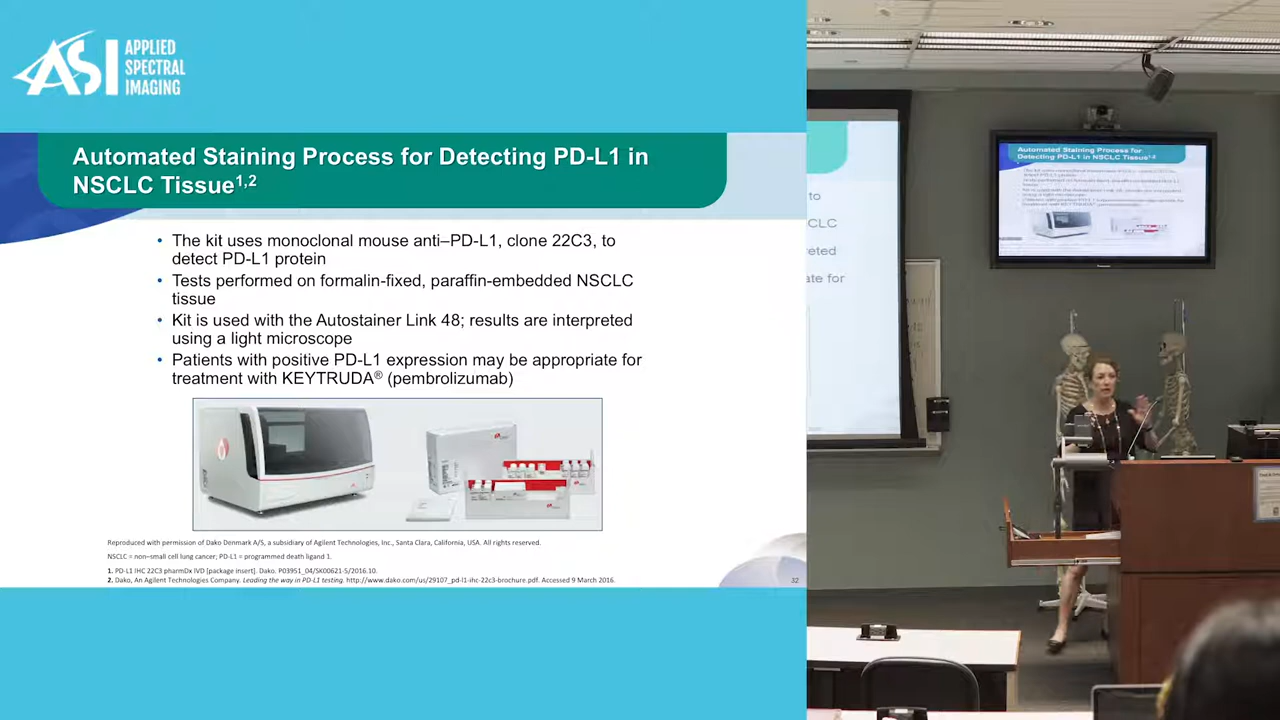 ASI APPLIED
SPECTRAL
IMAGING
Automated Staining Process for Detecting PD-L1 in
NSCLC Tissue1,2
• The kit uses monoclonal mouse anti–PD-L1, clone 22C3, to
detect PD-L1 protein
• Tests performed on formalin-fixed, paraffin-embedded NSCLC
tissue
• Kit is used with the Autostainer Link 48; results are interpreted
using a light microscope
• Patients with positive PD-L1 expression may be appropriate for
treatment with KEYTRUDA® (pembrolizumab)
Reproduced with permission of Dako Denmark A/S, a subsidiary of Agilent Technologies, Inc., Santa Clara, California, USA. All rights reserved.
NSCLC = non–small cell lung cancer; PD-L1 = programmed death ligand 1.
1. PD-L1 IHC 22C3 pharmDx IVD [package insert]. Dako. P03951_04/SK00621-5/2016.10.
2. Dako, An Agilent Technologies Company. Leading the way in PD-L1 testing. http://www.dako.com/us/29107_pd-l1-ihc-22c3-brochure.pdf. Accessed 9 March 2016.
32
to
CLC
eted
ate for
Automated Staining Process for
Detecting PD-L1 in NSCLC Tissue1,2